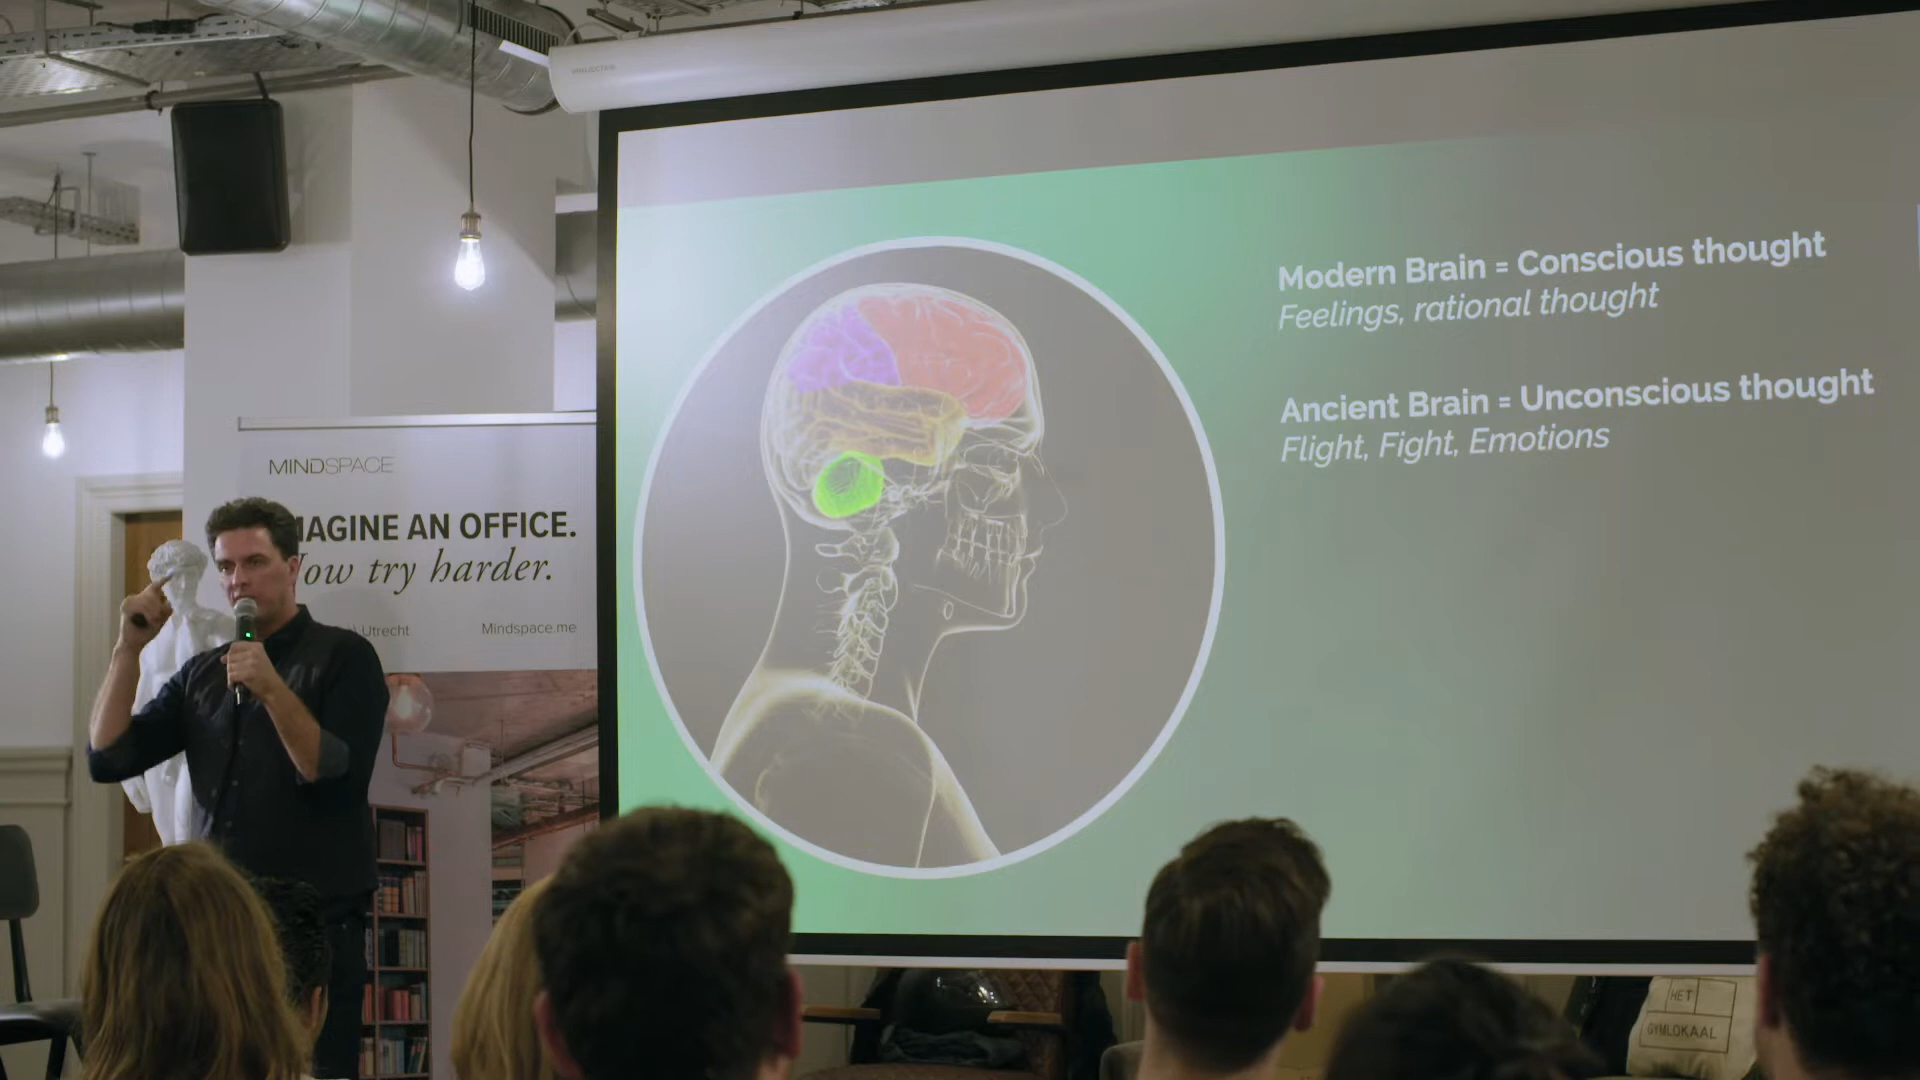 MINDSPACE
MAGINE AN OFFICE.
ow try harder.
Utrecht
Mindspace.me
Modern Brain = Conscious thought
Feelings, rational thought
Ancient Brain = Unconscious thought
Flight, Fight, Emotions
HET
GYMLOKAAL